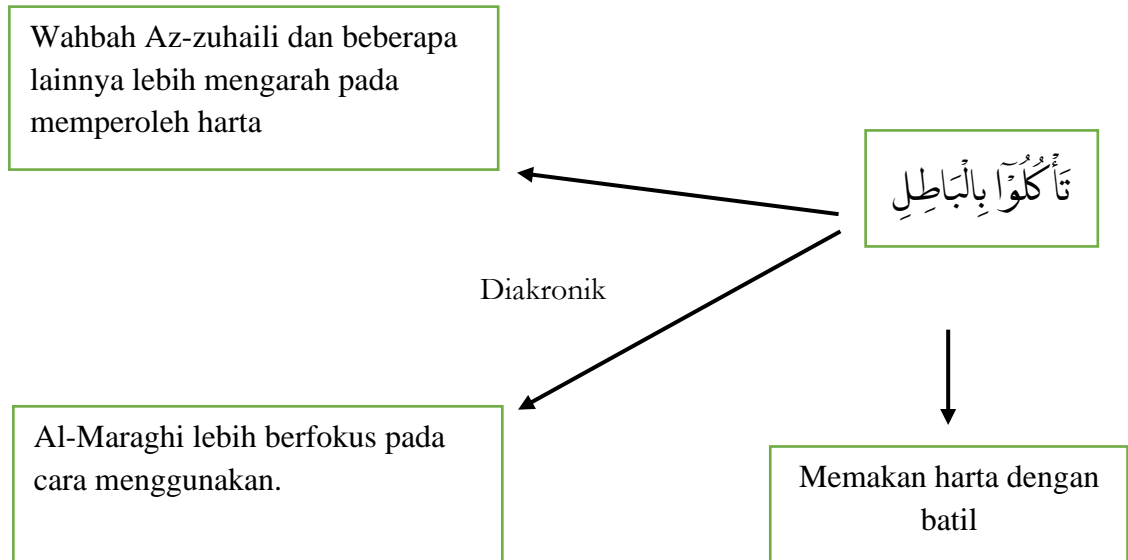 Wahbah Az-zuhaili dan beberapa
lainnya lebih mengarah pada
memperoleh harta
تَأْكُلُوْٓا بِالْبَاطِلِ
Diakronik
Al-Maraghi lebih berfokus pada
cara menggunakan.
Memakan harta dengan
batil